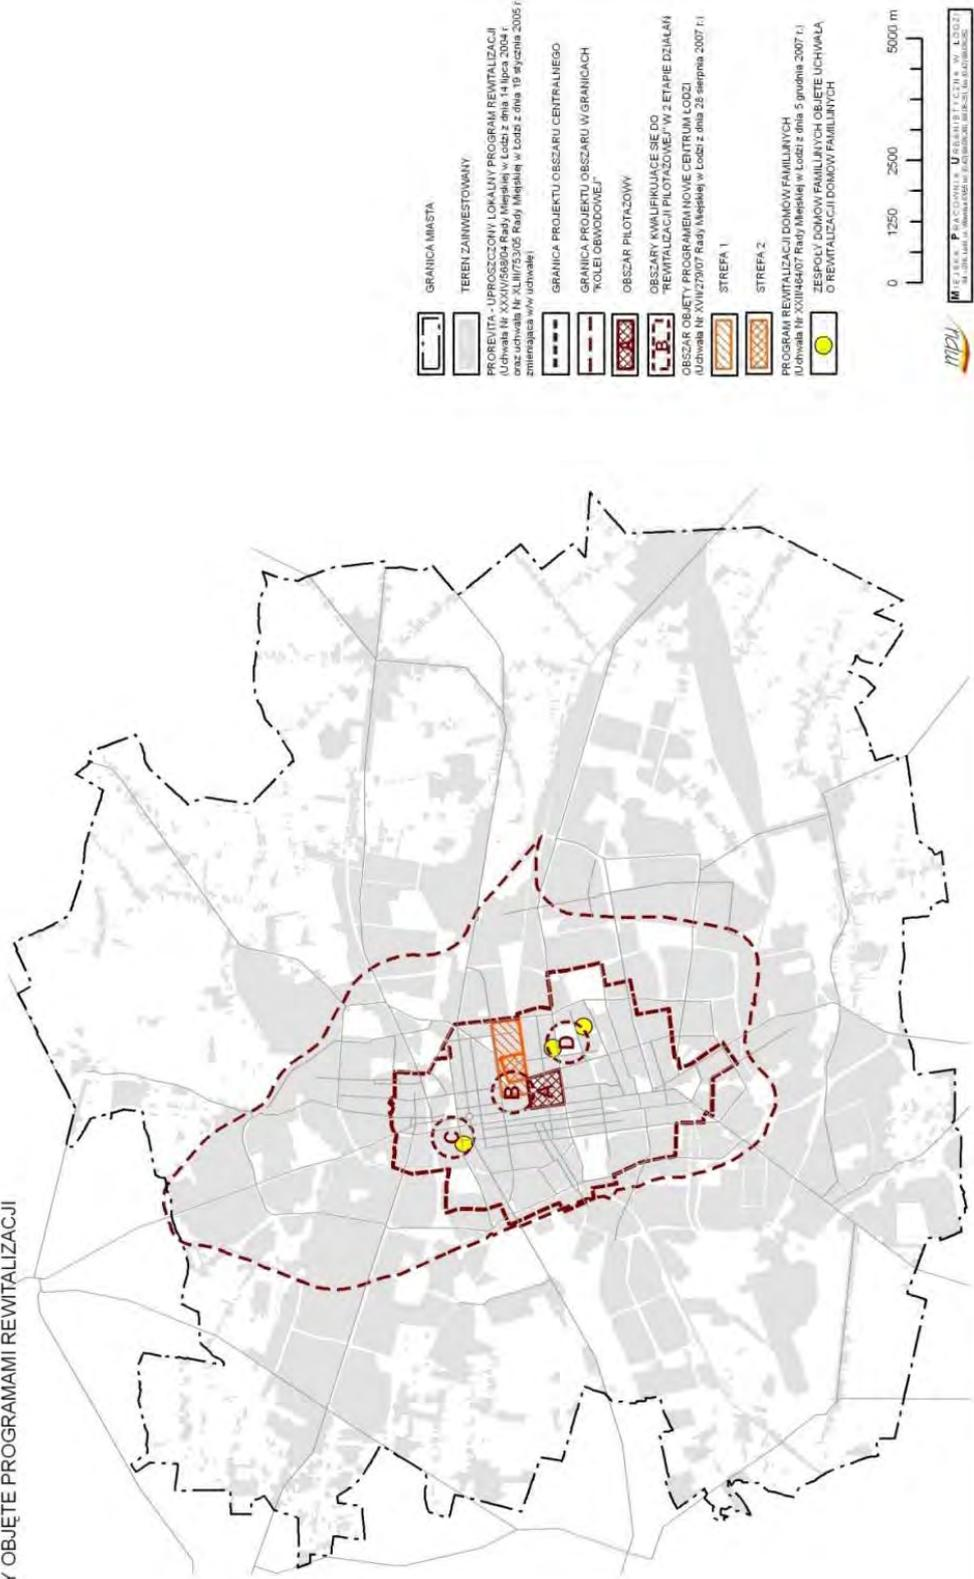 Y OBJĘTE PROGRAMAMI REWITALIZACJI
C
B
A
D
GRANICA MIASTA
TEREN ZAINWESTOWANY
PROREVITA - UPROSZCZONY LOKALNY PROGRAM REWITALIZACJI
(Uchwała Nr XXXIV/568/04 Rady Miejskiej w Łodzi z dnia 14 lipca 2004 r
oraz uchwała Nr XLIII/753/05 Rady Miejskiej w Łodzi z dnia 19 stycznia 2005 r
zmieniająca w/w uchwałę)
GRANICA PROJEKTU OBSZARU CENTRALNEGO
GRANICA PROJEKTU OBSZARU W GRANICACH
"KOLEI OBWODOWEJ"
A
OBSZAR PILOTAŻOWY
B
OBSZARY KWALIFIKUJĄCE SIĘ DO
"REWITALIZACJI PILOTAŻOWEJ" W 2 ETAPIE DZIAŁAŃ
OBSZAR OBJĘTY PROGRAMEM NOWE CENTRUM ŁODZI
(Uchwała Nr XVII/279/07 Rady Miejskiej w Łodzi z dnia 28 sierpnia 2007 r.)
STREFA 1
STREFA 2
PROGRAM REWITALIZACJI DOMÓW FAMILIJNYCH
(Uchwała Nr XXII/464/07 Rady Miejskiej w Łodzi z dnia 5 grudnia 2007 r.)
ZESPOŁY DOMÓW FAMILIJNYCH OBJĘTE UCHWAŁĄ
O REWITALIZACJI DOMÓW FAMILIJNYCH
0 1250 2500 5000 m
mpu
MIEJSKA PRACOWNIA URBANISTYCZNA W ŁODZI